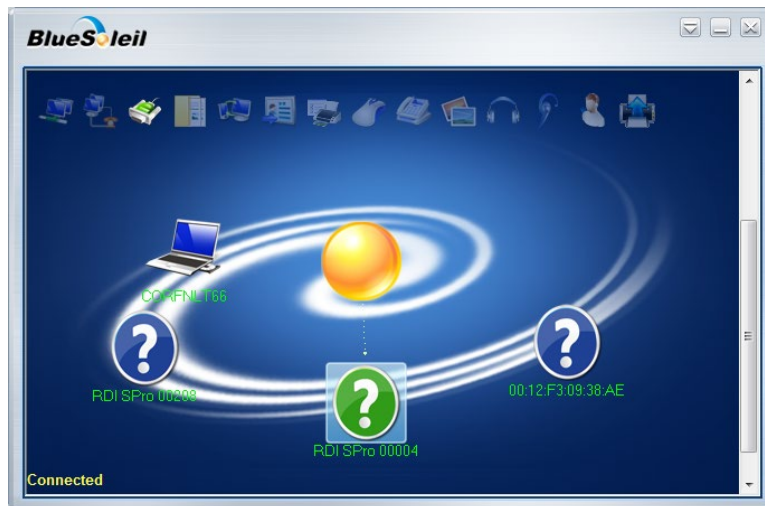 BlueSoleil
CORFNLT66
RDI SPro 00208
00:12:F3:09:38:AE
RDI SPro 00004
Connected